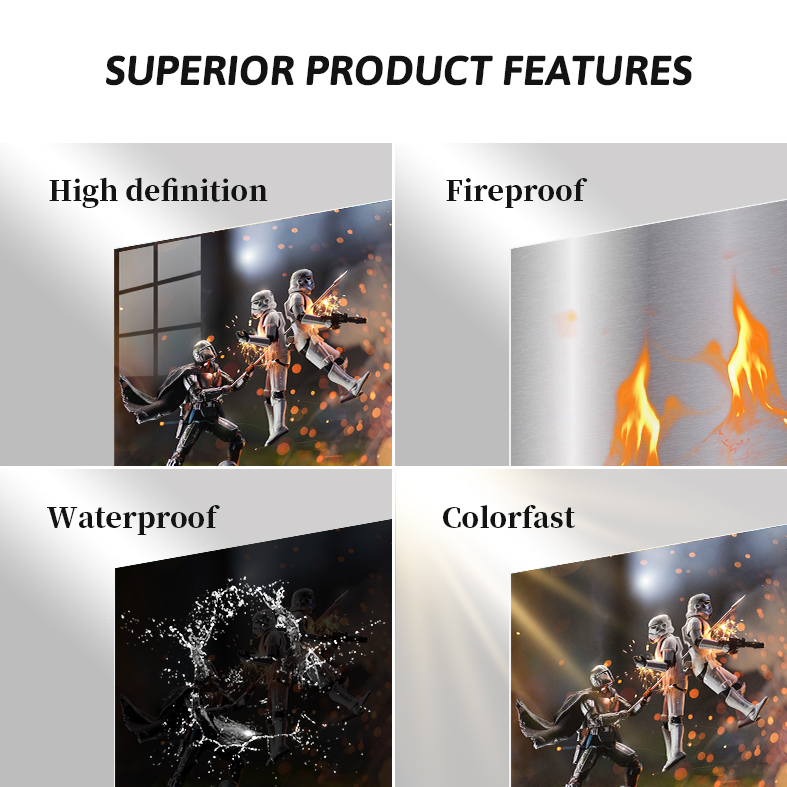 SUPERIOR PRODUCT FEATURES
High definition
Fireproof
Waterproof
Colorfast